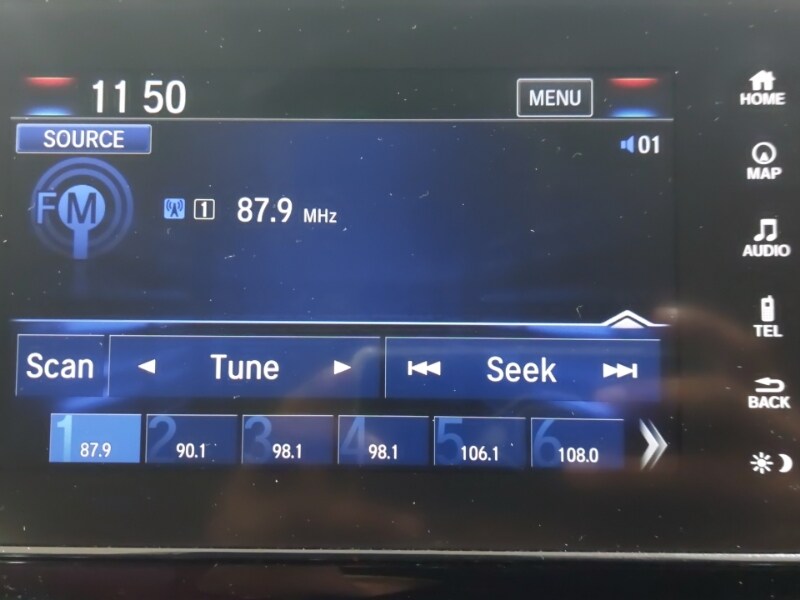 11 50
MENU
HOME
SOURCE
01
FM
1 87.9 MHz
MAP
AUDIO
TEL
Scan Tune Seek
BACK
1 87.9
2 90.1
3 98.1
4 98.1
5 106.1
6 108.0